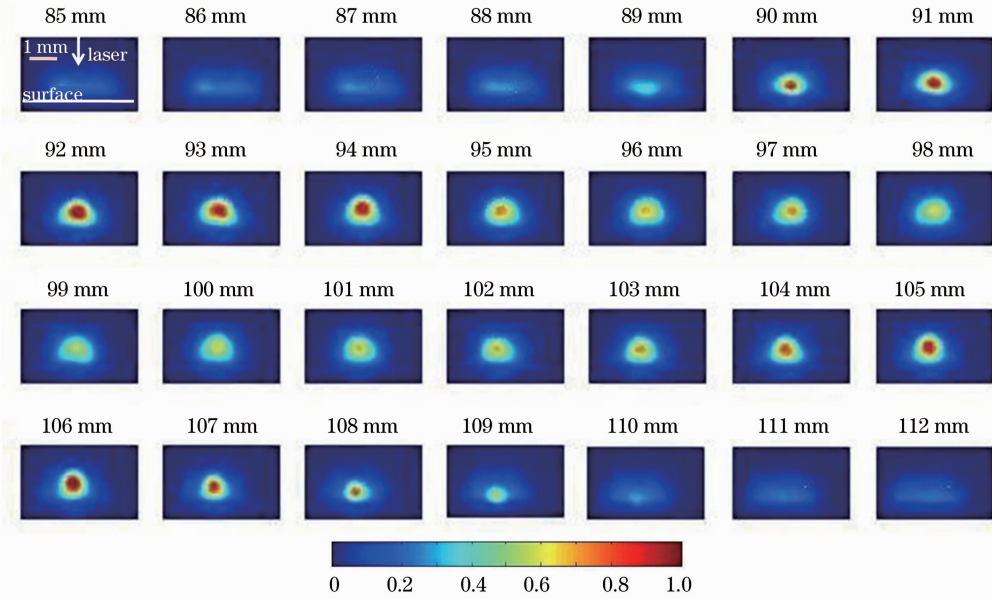 85 mm 86 mm 87 mm 88 mm 89 mm 90 mm 91 mm
1 mm laser
surface
92 mm 93 mm 94 mm 95 mm 96 mm 97 mm 98 mm
99 mm 100 mm 101 mm 102 mm 103 mm 104 mm 105 mm
106 mm 107 mm 108 mm 109 mm 110 mm 111 mm 112 mm
0 0.2 0.4 0.6 0.8 1.0